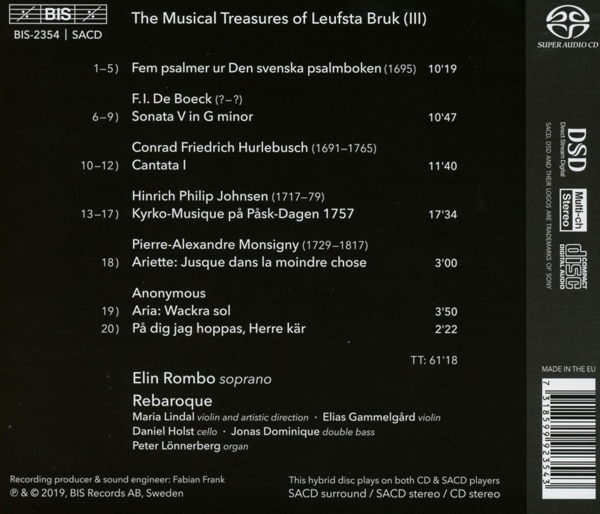 BIS
BIS-2354 | SACD
The Musical Treasures of Leufsta Bruk (III)
SUPER AUDIO CD
1–5) Fem psalmer ur Den svenska psalmboken (1695) 10'19
F.I. De Boeck (?–?)
6–9) Sonata V in G minor 10'47
Conrad Friedrich Hurlebusch (1691–1765)
10–12) Cantata I 11'40
Hinrich Philip Johnsen (1717–79)
13–17) Kyrko-Musique på Påsk-Dagen 1757 17'34
Pierre-Alexandre Monsigny (1729–1817)
18) Ariette: Jusque dans la moindre chose 3'00
Anonymous
19) Aria: Wackra sol 3'50
20) På dig jag hoppas, Herre kär 2'22
TT: 61'18
Elin Rombo soprano
Rebaroque
Maria Lindal violin and artistic direction · Elias Gammelgård violin
Daniel Holst cello · Jonas Dominique double bass
Peter Lönnerberg organ
Recording producer & sound engineer: Fabian Frank
℗ & © 2019, BIS Records AB, Sweden
This hybrid disc plays on both CD & SACD players
SACD surround / SACD stereo / CD stereo
DSD
Direct Stream Digital
SACD, DSD AND THEIR LOGOS ARE TRADEMARKS OF SONY
Multi-ch
Stereo
COMPACT
disc
DIGITAL AUDIO
MADE IN THE EU
7 318599 923543